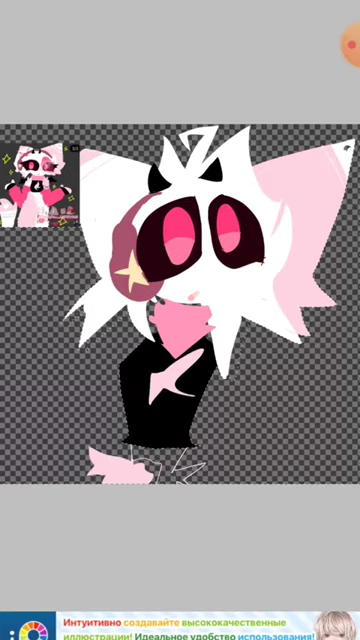 Интуитивно создавайте высококачественные
иллюстрации! Идеальное удобство использования!